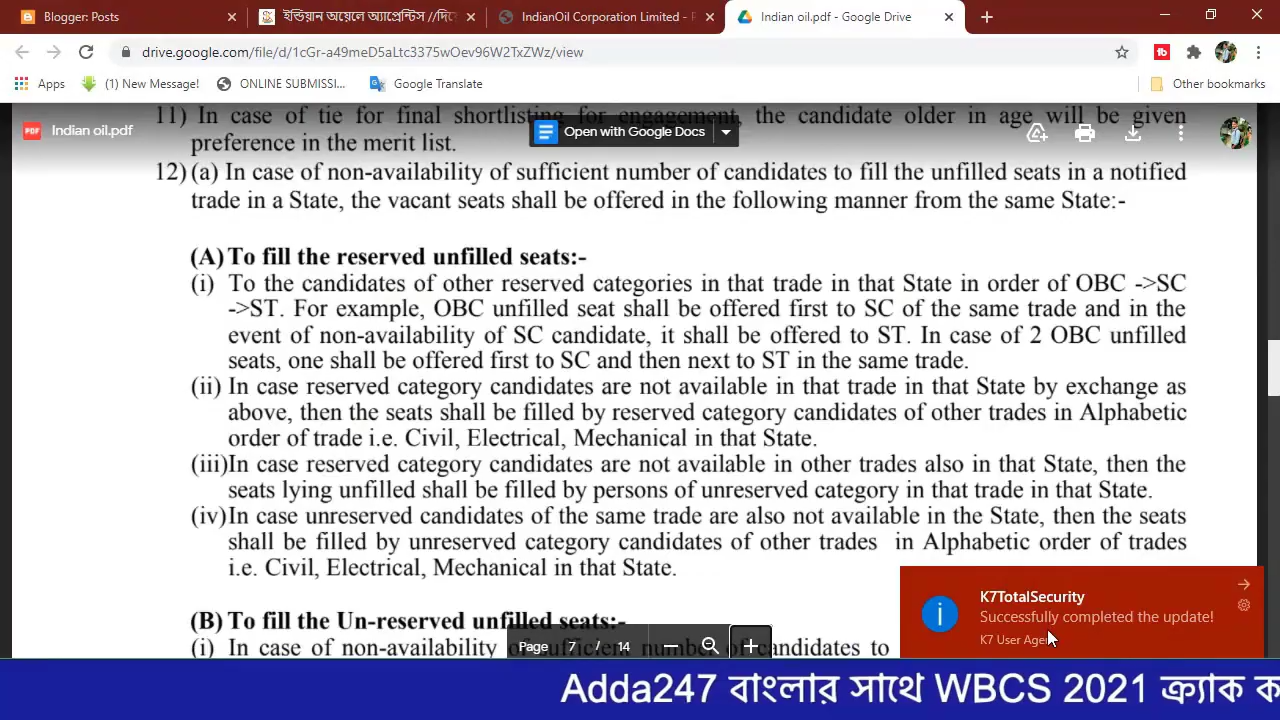 Blogger: Posts
ইন্ডিয়ান অয়েলে অ্যাপ্রেন্টিস //দিে
IndianOil Corporation Limited -
Indian oil.pdf - Google Drive
drive.google.com/file/d/1cGr-a49meD5aLtc3375wOev96W2TxZWz/view
Apps
(1) New Message!
ONLINE SUBMISSI...
Google Translate
Other bookmarks
PDF
Indian oil.pdf
Open with Google Docs
11) In case of tie for final shortlisting for engagement, the candidate older in age will be given
preference in the merit list.
12) (a) In case of non-availability of sufficient number of candidates to fill the unfilled seats in a notified
trade in a State, the vacant seats shall be offered in the following manner from the same State:-
(A) To fill the reserved unfilled seats:-
(i) To the candidates of other reserved categories in that trade in that State in order of OBC ->SC
->ST. For example, OBC unfilled seat shall be offered first to SC of the same trade and in the
event of non-availability of SC candidate, it shall be offered to ST. In case of 2 OBC unfilled
seats, one shall be offered first to SC and then next to ST in the same trade.
(ii) In case reserved category candidates are not available in that trade in that State by exchange as
above, then the seats shall be filled by reserved category candidates of other trades in Alphabetic
order of trade i.e. Civil, Electrical, Mechanical in that State.
(iii)In case reserved category candidates are not available in other trades also in that State, then the
seats lying unfilled shall be filled by persons of unreserved category in that trade in that State.
(iv)In case unreserved candidates of the same trade are also not available in the State, then the seats
shall be filled by unreserved category candidates of other trades in Alphabetic order of trades
i.e. Civil, Electrical, Mechanical in that State.
(B) To fill the Un-reserved unfilled seats:-
(i) In case of non-availability of sufficient number of candidates to
Page 7 / 14
K7TotalSecurity
Successfully completed the update!
K7 User Agen
Adda247 বাংলার সাথে WBCS 2021 ক্র্যাক ক